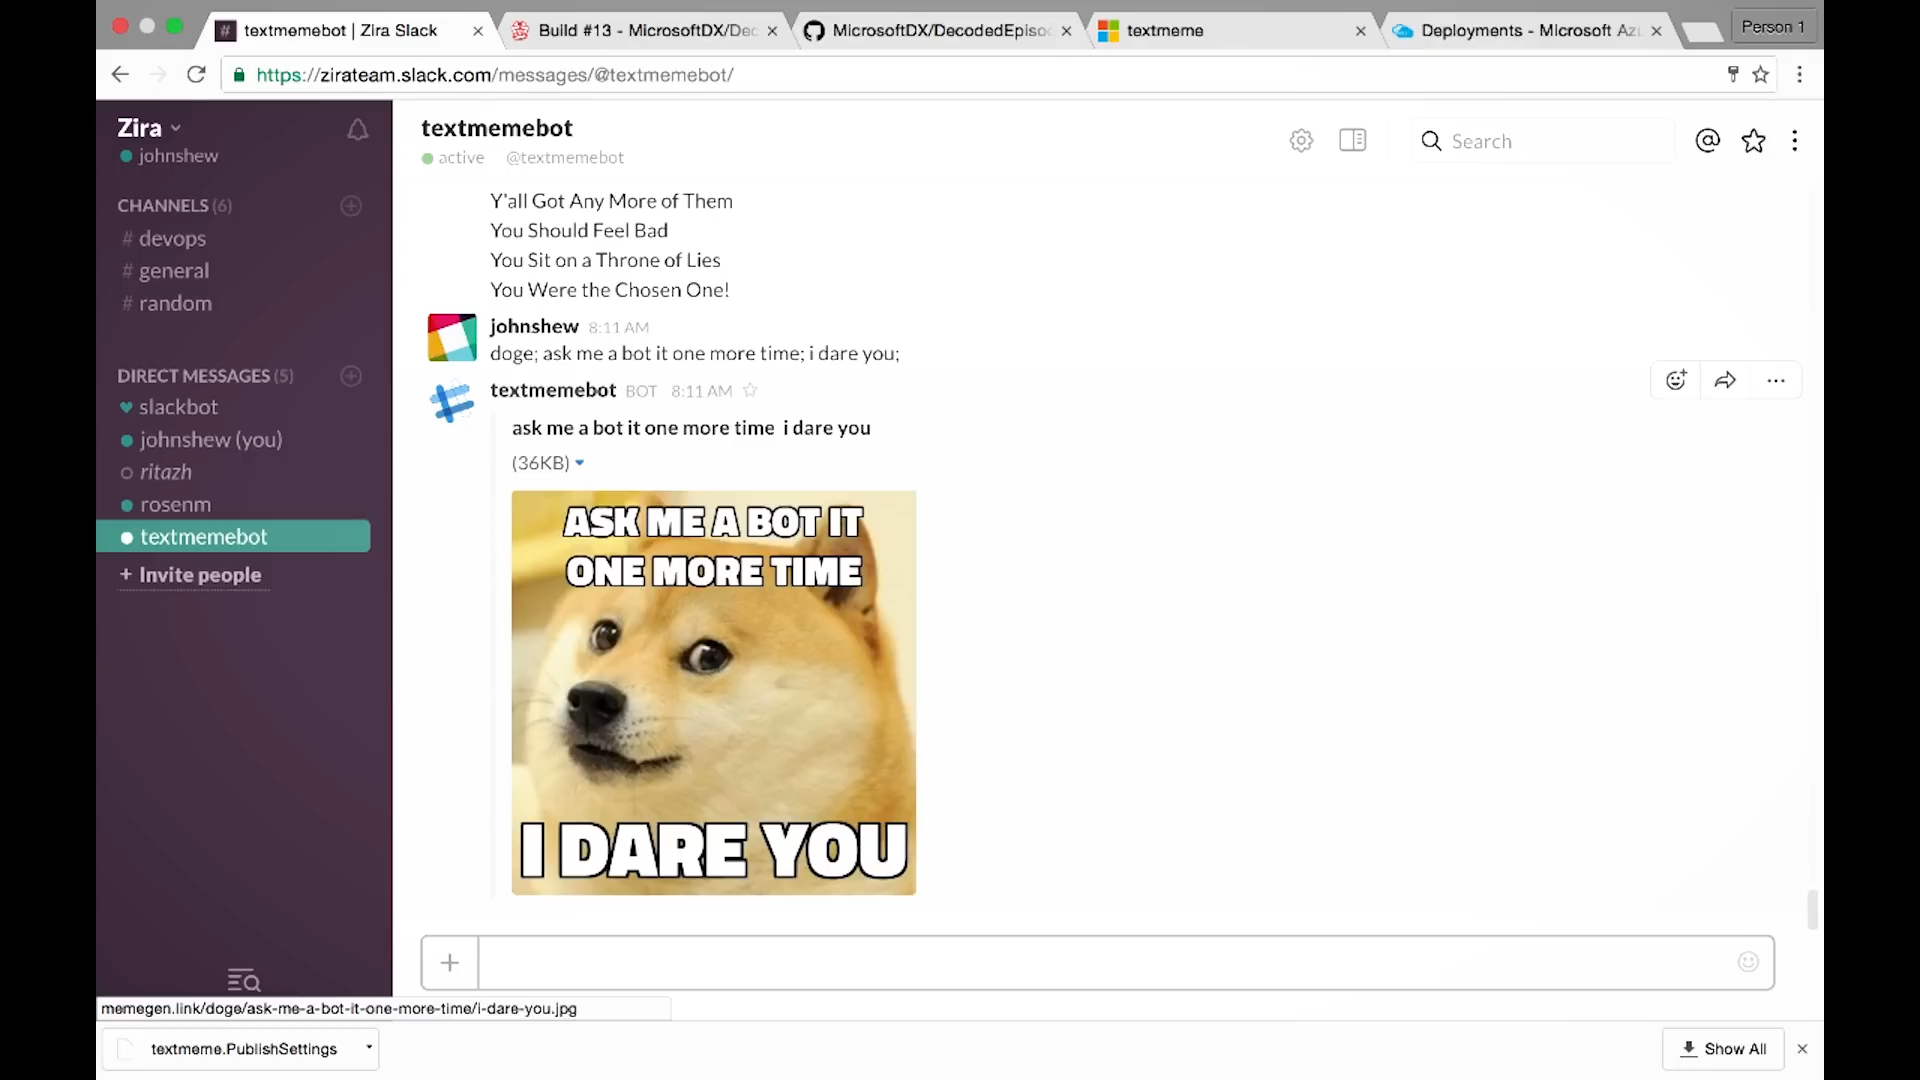 textmemebot | Zira Slack
Build #13 - MicrosoftDX/Dec
MicrosoftDX/DecodedEpiso
textmeme
Deployments - Microsoft Azu
Person 1
https://zirateam.slack.com/messages/@textmemebot/
Zira
johnshew
CHANNELS (6)
# devops
# general
# random
DIRECT MESSAGES (5)
slackbot
johnshew (you)
ritazh
rosenm
textmemebot
+ Invite people
textmemebot
active @textmemebot
Search
Y'all Got Any More of Them
You Should Feel Bad
You Sit on a Throne of Lies
You Were the Chosen One!
johnshew 8:11 AM
doge; ask me a bot it one more time; i dare you;
textmemebot BOT 8:11 AM
ask me a bot it one more time i dare you
(36KB)
ASK ME A BOT IT
ONE MORE TIME
I DARE YOU
memegen.link/doge/ask-me-a-bot-it-one-more-time/i-dare-you.jpg
textmeme.PublishSettings
Show All